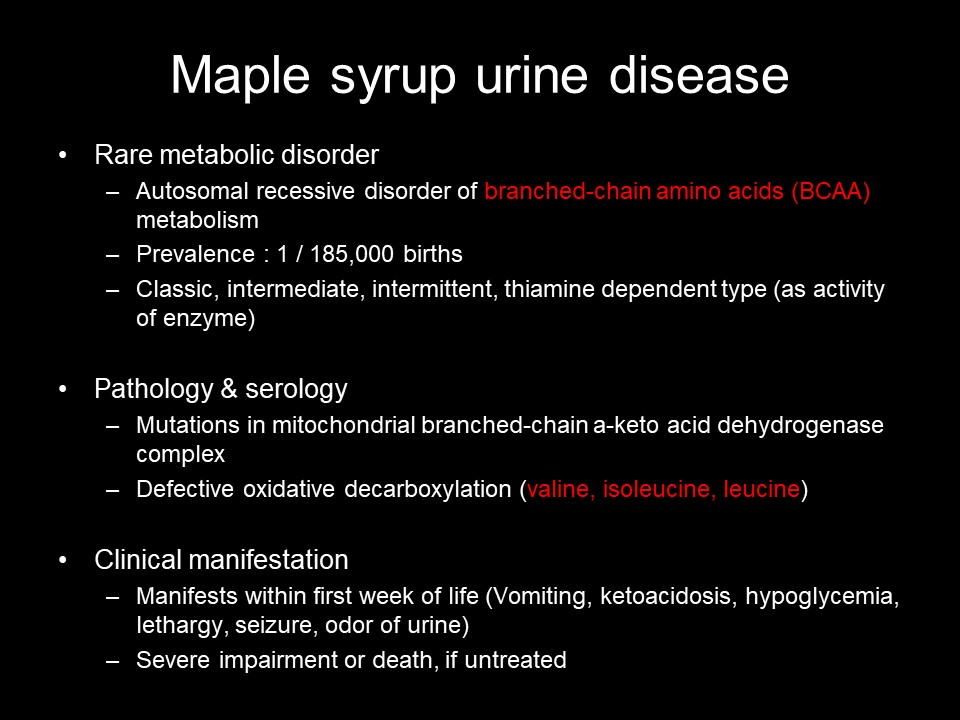 Maple syrup urine disease
• Rare metabolic disorder
– Autosomal recessive disorder of branched-chain amino acids (BCAA)
metabolism
– Prevalence : 1 / 185,000 births
– Classic, intermediate, intermittent, thiamine dependent type (as activity
of enzyme)
• Pathology & serology
– Mutations in mitochondrial branched-chain a-keto acid dehydrogenase
complex
– Defective oxidative decarboxylation (valine, isoleucine, leucine)
• Clinical manifestation
– Manifests within first week of life (Vomiting, ketoacidosis, hypoglycemia,
lethargy, seizure, odor of urine)
– Severe impairment or death, if untreated